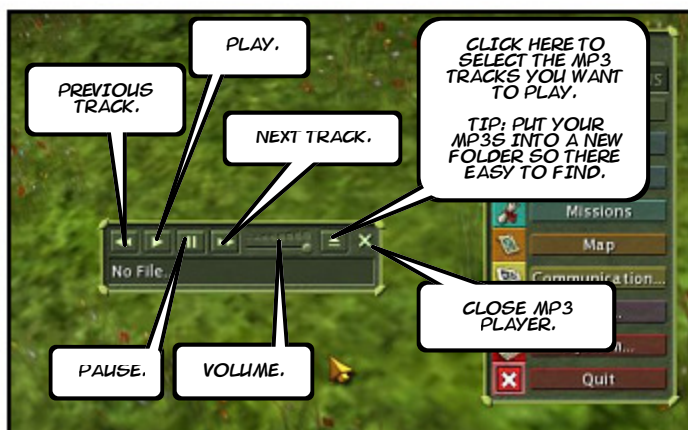 PLAY.
CLICK HERE TO
SELECT THE MP3
TRACKS YOU WANT
TO PLAY.
TIP: PUT YOUR
MP3S INTO A NEW
FOLDER SO THERE
EASY TO FIND.
PREVIOUS
TRACK.
NEXT TRACK.
Missions
Map
No File..
Communication...
CLOSE MP3
PLAYER.
PAUSE.
VOLUME.
Quit